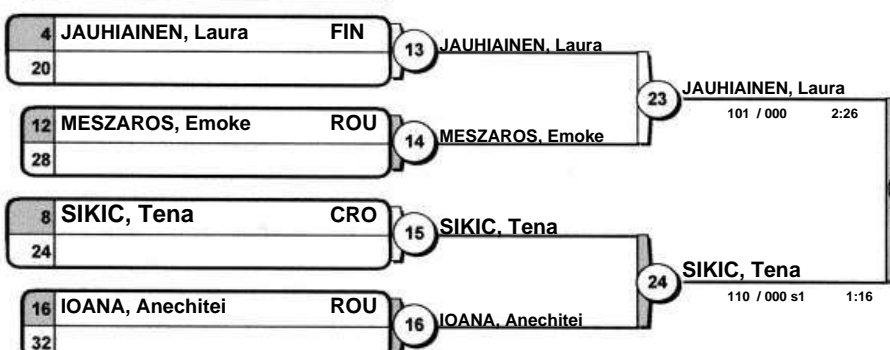 4 JAUHIAINEN, Laura FIN
20
13 JAUHIAINEN, Laura
12 MESZAROS, Emoke ROU
28
14 MESZAROS, Emoke
23 JAUHIAINEN, Laura
101 / 000 2:26
8 SIKIC, Tena CRO
24
15 SIKIC, Tena
16 IOANA, Anechitei ROU
32
16 IOANA, Anechitei
24 SIKIC, Tena
110 / 000 s1 1:16